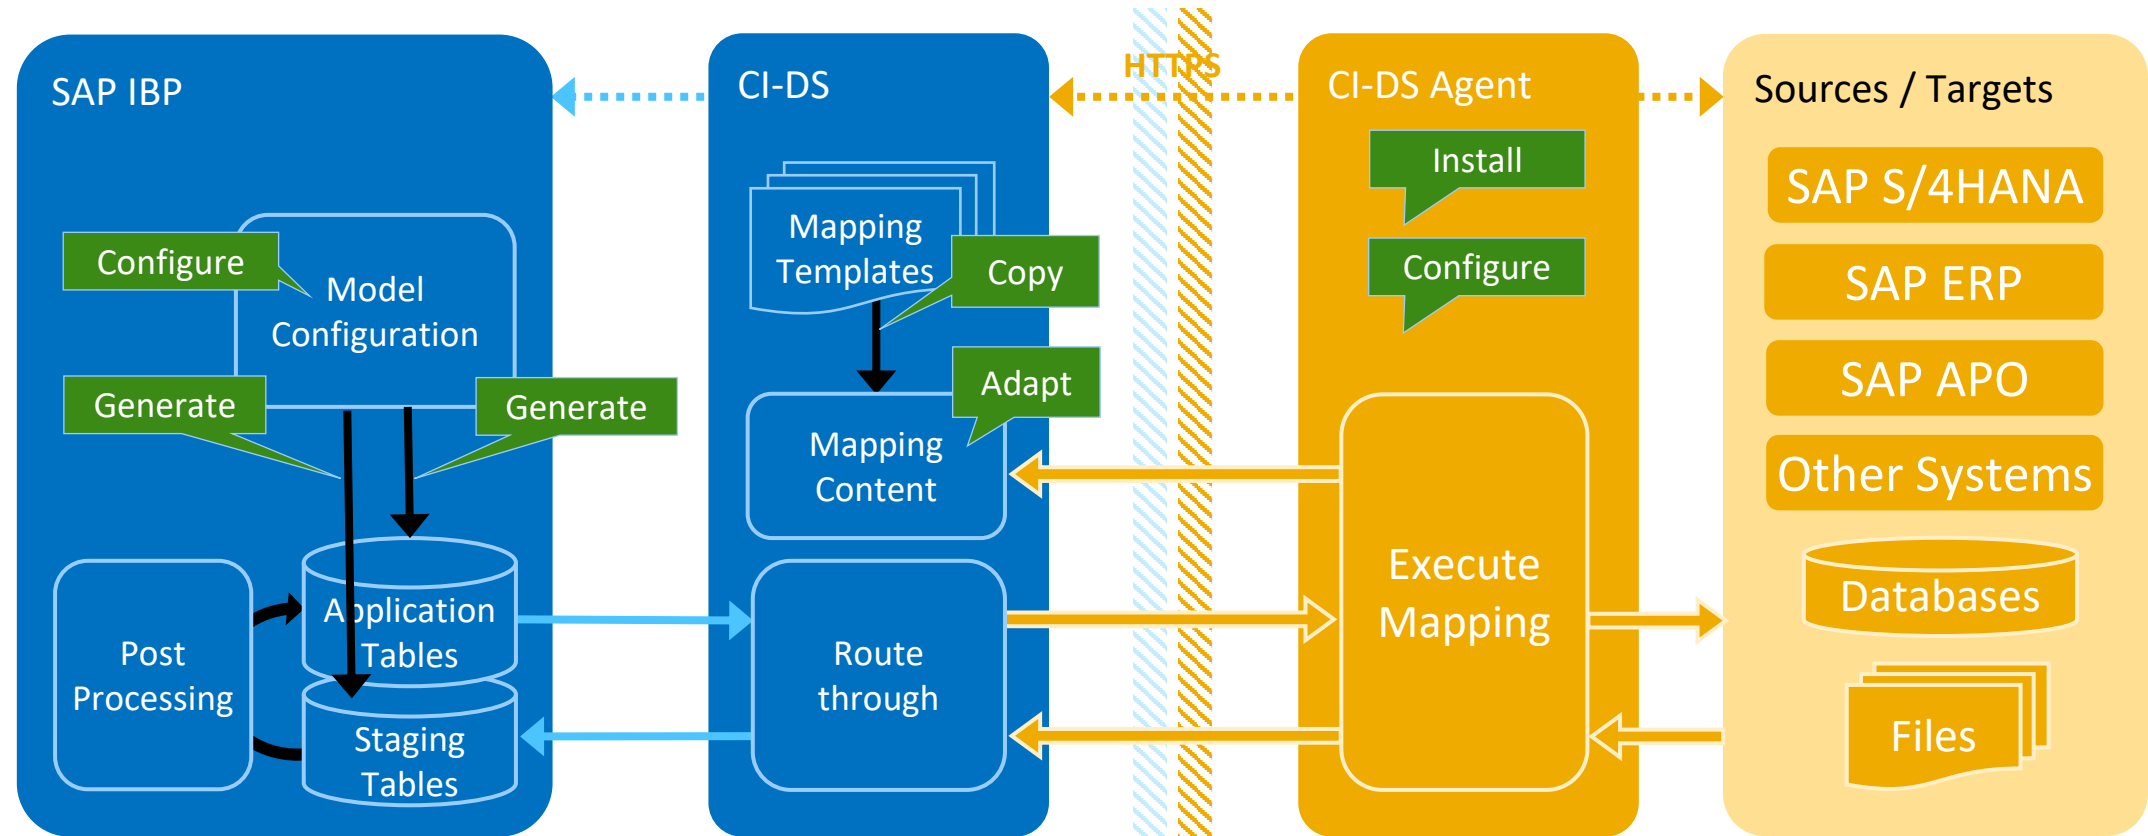 SAP IBP
Configure
Model
Configuration
Generate
Generate
Application
Tables
Post
Processing
Staging
Tables
CI-DS
Mapping
Templates
Copy
Adapt
Mapping
Content
Route
through
HTTPS
CI-DS Agent
Install
Configure
Execute
Mapping
Sources / Targets
SAP S/4HANA
SAP ERP
SAP APO
Other Systems
Databases
Files